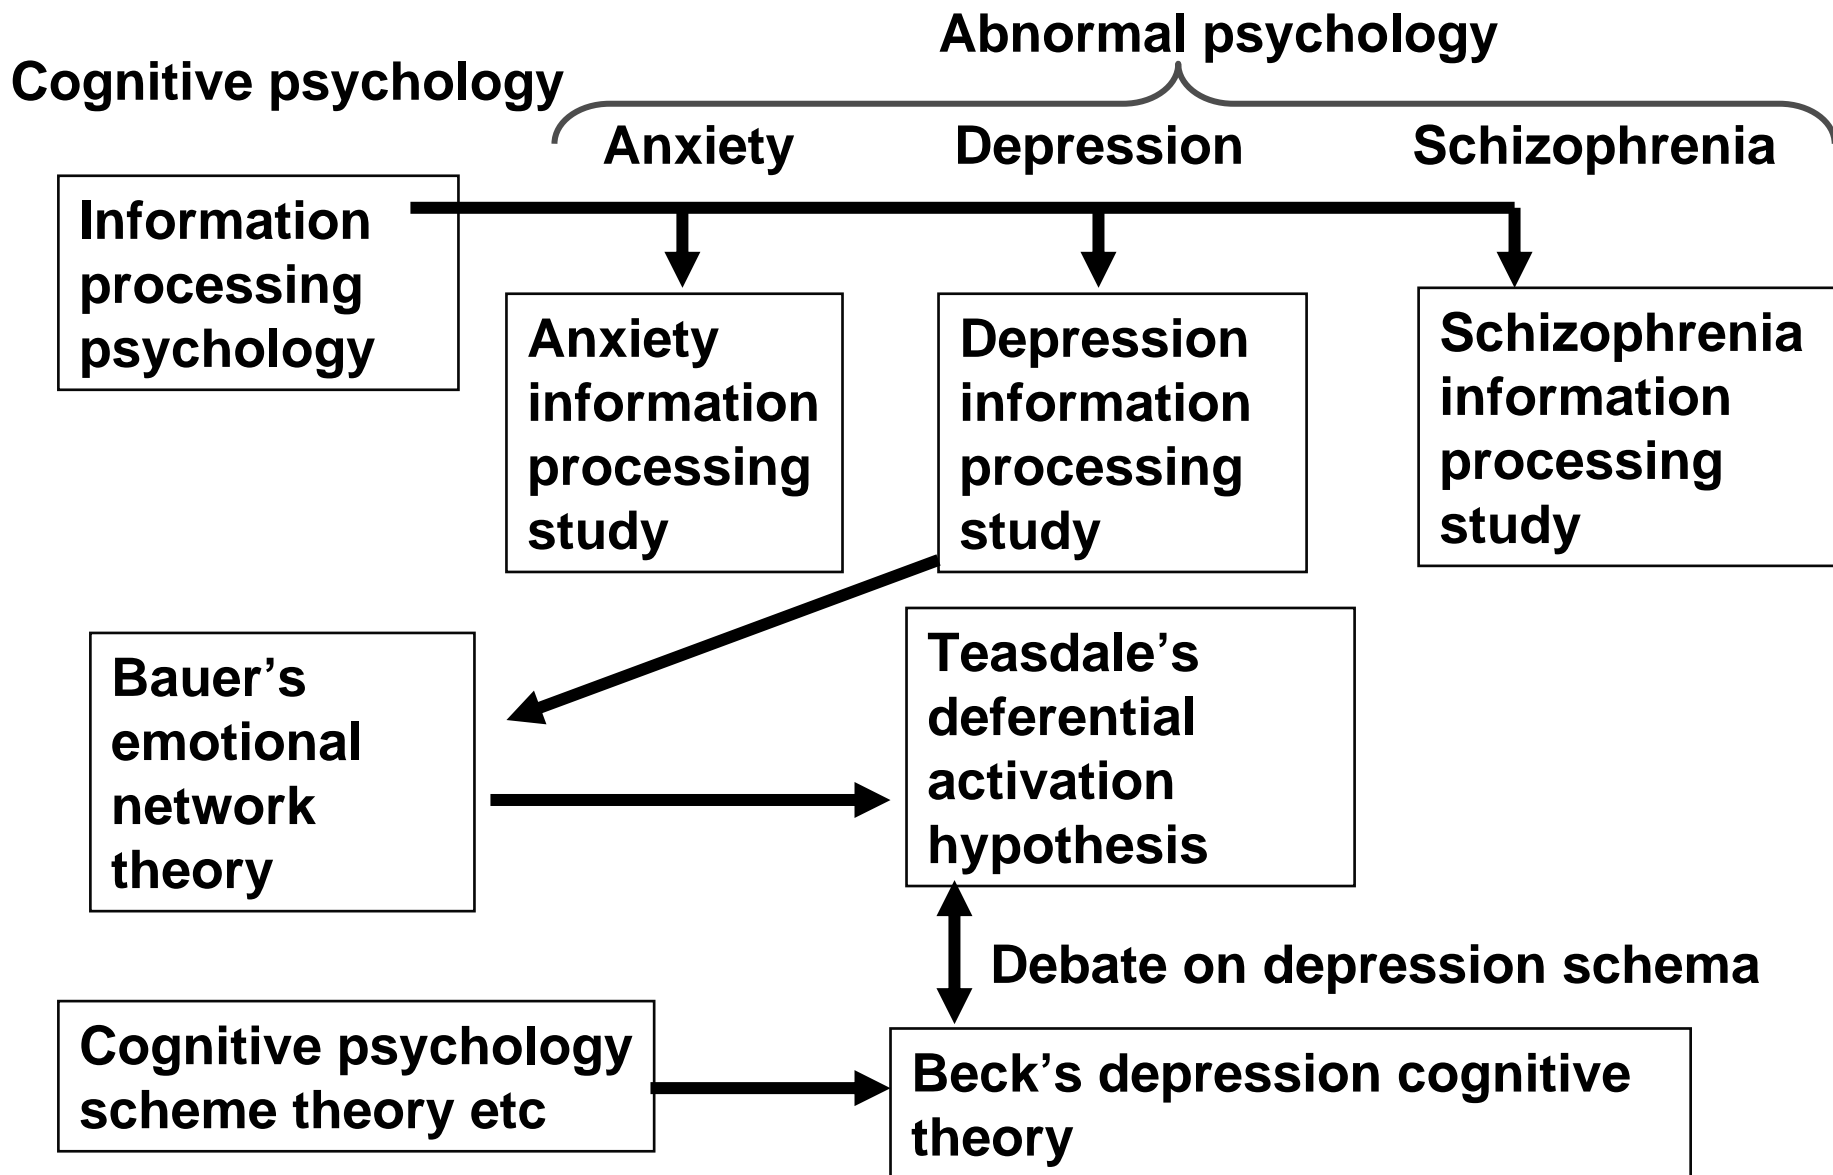 Abnormal psychology
Cognitive psychology
Anxiety
Depression
Schizophrenia
Information
processing
psychology
Anxiety
information
processing
study
Depression
information
processing
study
Schizophrenia
information
processing
study
Bauer’s
emotional
network
theory
Teasdale’s
deferential
activation
hypothesis
Debate on depression schema
Cognitive psychology
scheme theory etc
Beck’s depression cognitive
theory